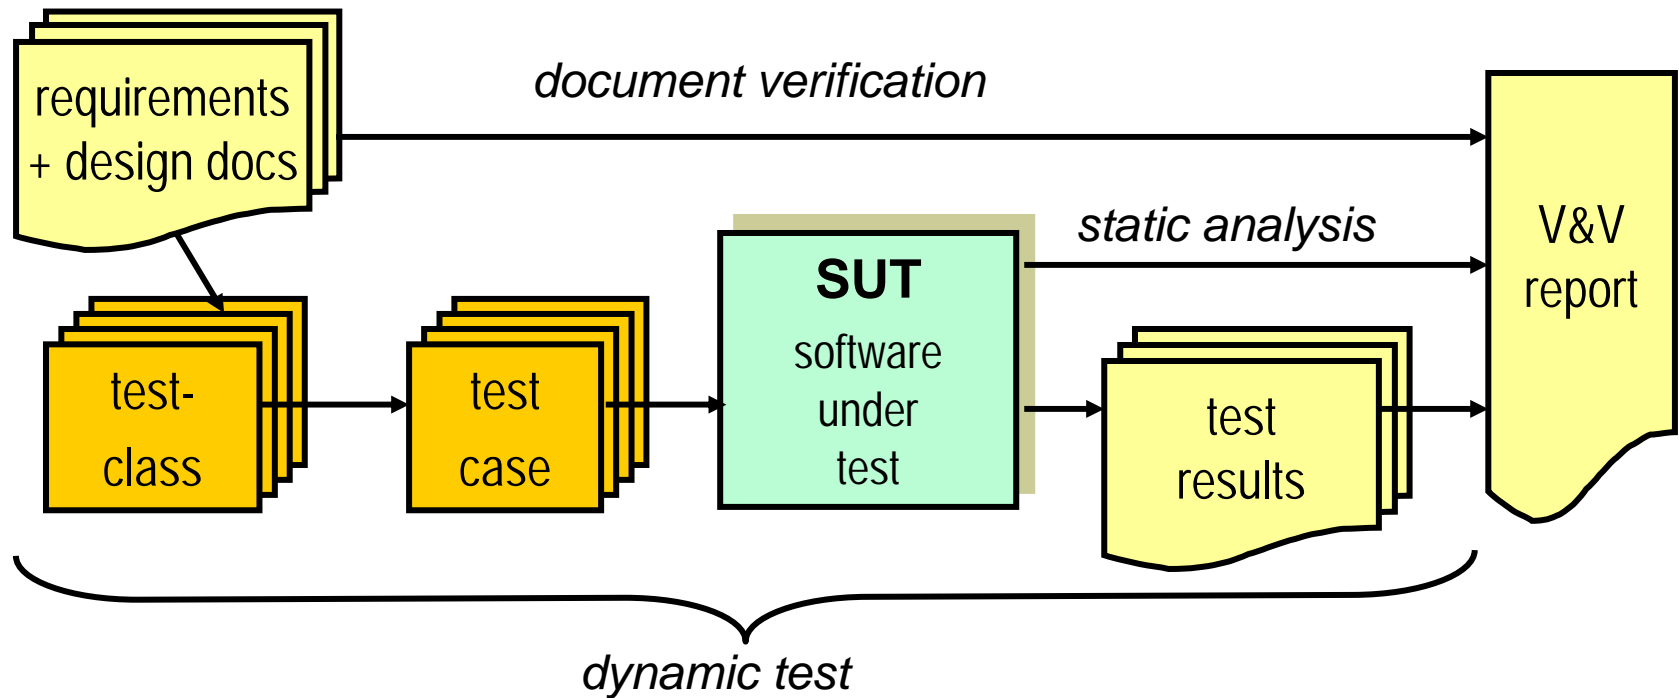 requirements
+ design docs
document verification
static analysis
V&V
report
SUT
software
under
test
test-
class
test
case
test
results
dynamic test